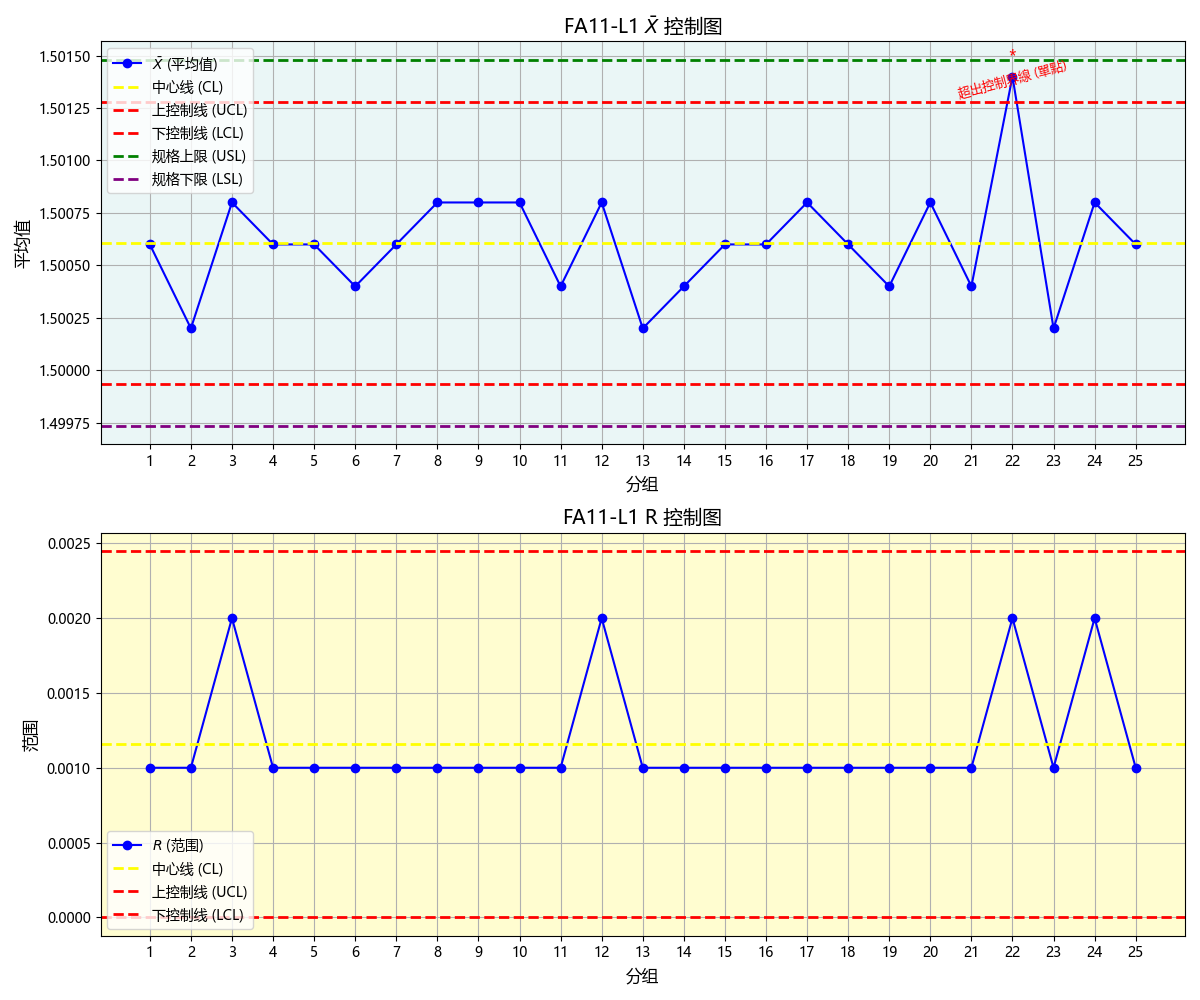 FA11-L1 X̄ 控制图
1.50150
1.50125
1.50100
1.50075
1.50050
1.50025
1.50000
1.49975
平均值
X̄ (平均值)
中心线 (CL)
上控制线 (UCL)
下控制线 (LCL)
规格上限 (USL)
规格下限 (LSL)
*
超出控制界線 (單點)
1 2 3 4 5 6 7 8 9 10 11 12 13 14 15 16 17 18 19 20 21 22 23 24 25
分组
FA11-L1 R 控制图
0.0025
0.0020
0.0015
0.0010
0.0005
0.0000
范围
R (范围)
中心线 (CL)
上控制线 (UCL)
下控制线 (LCL)
1 2 3 4 5 6 7 8 9 10 11 12 13 14 15 16 17 18 19 20 21 22 23 24 25
分组